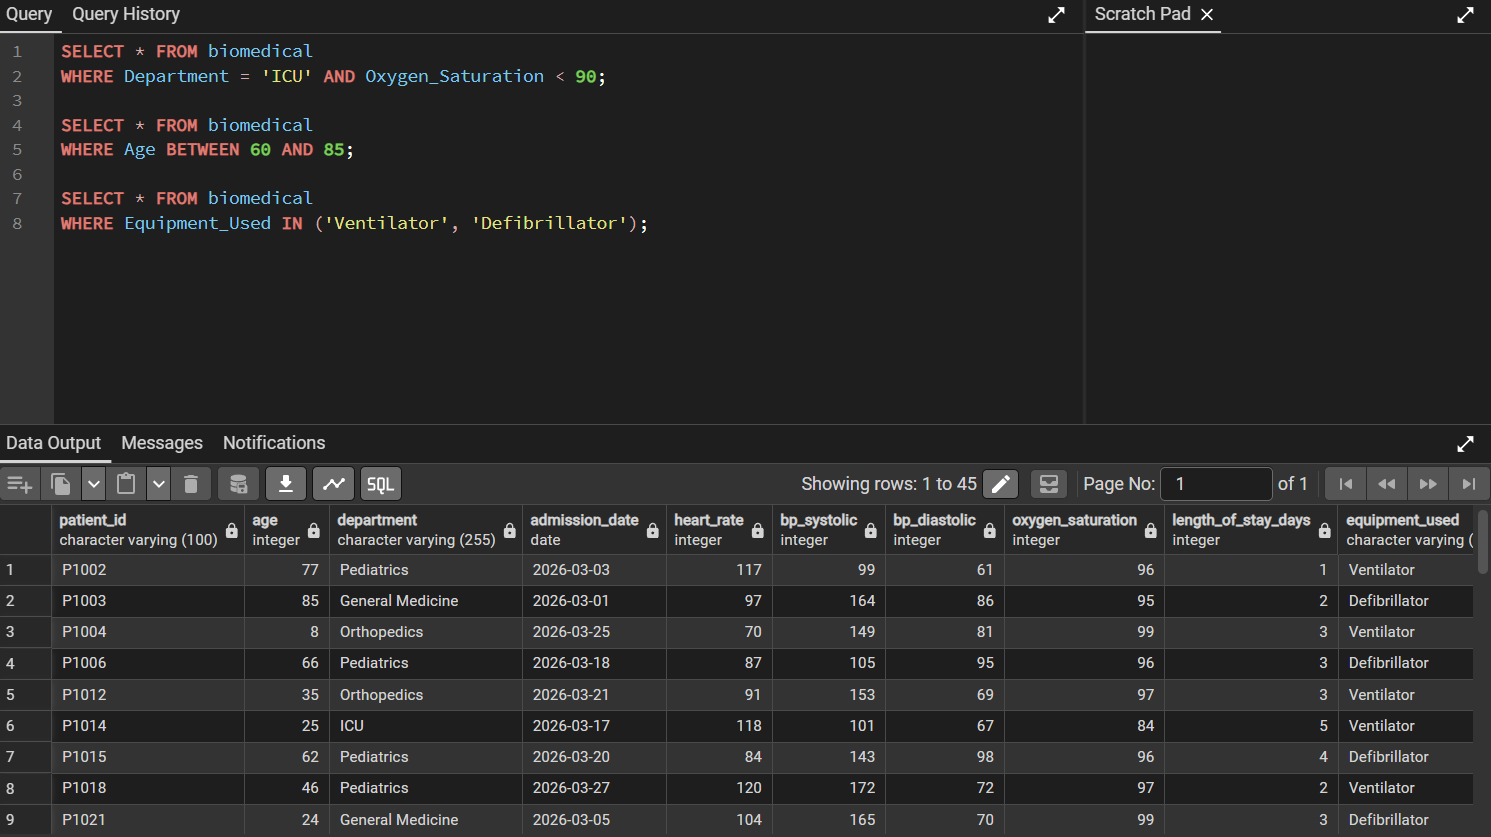 Query Query History Scratch Pad
1 SELECT * FROM biomedical
2 WHERE Department = 'ICU' AND Oxygen_Saturation < 90;
3
4 SELECT * FROM biomedical
5 WHERE Age BETWEEN 60 AND 85;
6
7 SELECT * FROM biomedical
8 WHERE Equipment_Used IN ('Ventilator', 'Defibrillator');
Data Output Messages Notifications
SQL Showing rows: 1 to 45 Page No: 1 of 1
patient_id age department admission_date heart_rate bp_systolic bp_diastolic oxygen_saturation length_of_stay_days equipment_used
character varying (100) integer character varying (255) date integer integer integer integer integer character varying (
1 P1002 77 Pediatrics 2026-03-03 117 99 61 96 1 Ventilator
2 P1003 85 General Medicine 2026-03-01 97 164 86 95 2 Defibrillator
3 P1004 8 Orthopedics 2026-03-25 70 149 81 99 3 Ventilator
4 P1006 66 Pediatrics 2026-03-18 87 105 95 96 3 Defibrillator
5 P1012 35 Orthopedics 2026-03-21 91 153 69 97 3 Ventilator
6 P1014 25 ICU 2026-03-17 118 101 67 84 5 Ventilator
7 P1015 62 Pediatrics 2026-03-20 84 143 98 96 4 Defibrillator
8 P1018 46 Pediatrics 2026-03-27 120 172 72 97 2 Ventilator
9 P1021 24 General Medicine 2026-03-05 104 165 70 99 3 Defibrillator